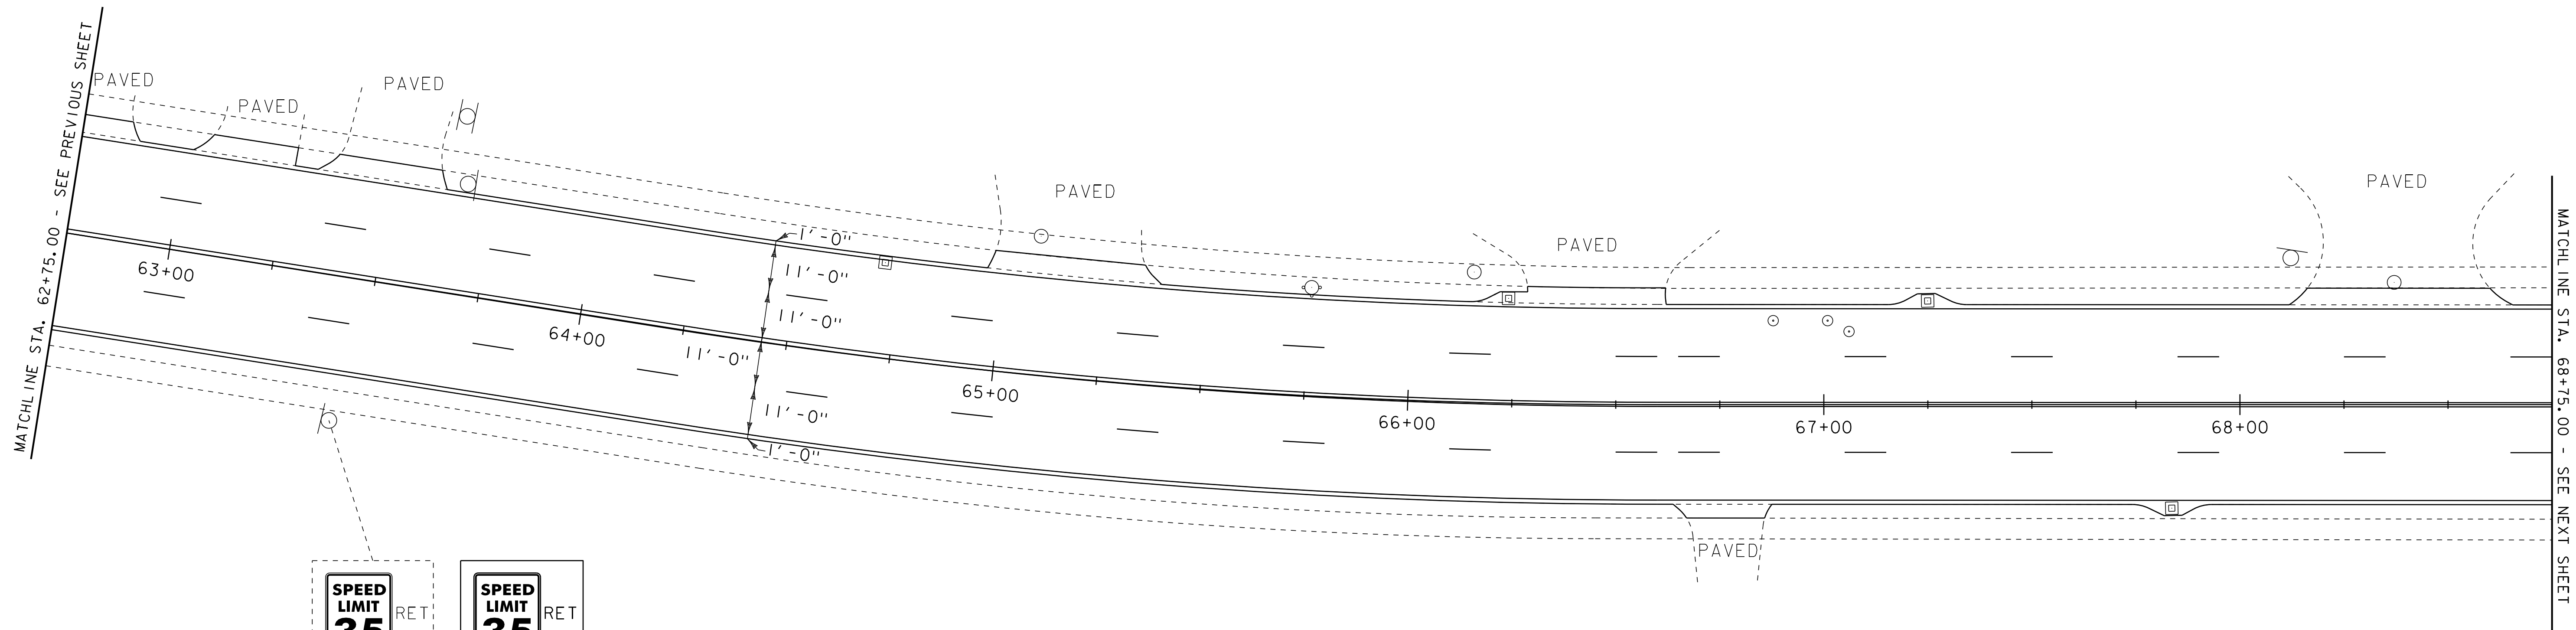 MATCHLINE STA. 62+75.00 - SEE PREVIOUS SHEET
PAVED
PAVED
PAVED
PAVED
PAVED
PAVED
1'-0"
11'-0"
11'-0"
11'-0"
11'-0"
1'-0"
63+00
64+00
65+00
66+00
67+00
68+00
PAVED
MATCHLINE STA. 68+75.00 - SEE NEXT SHEET
SPEED
LIMIT
35
RET
SPEED
LIMIT
35
RET